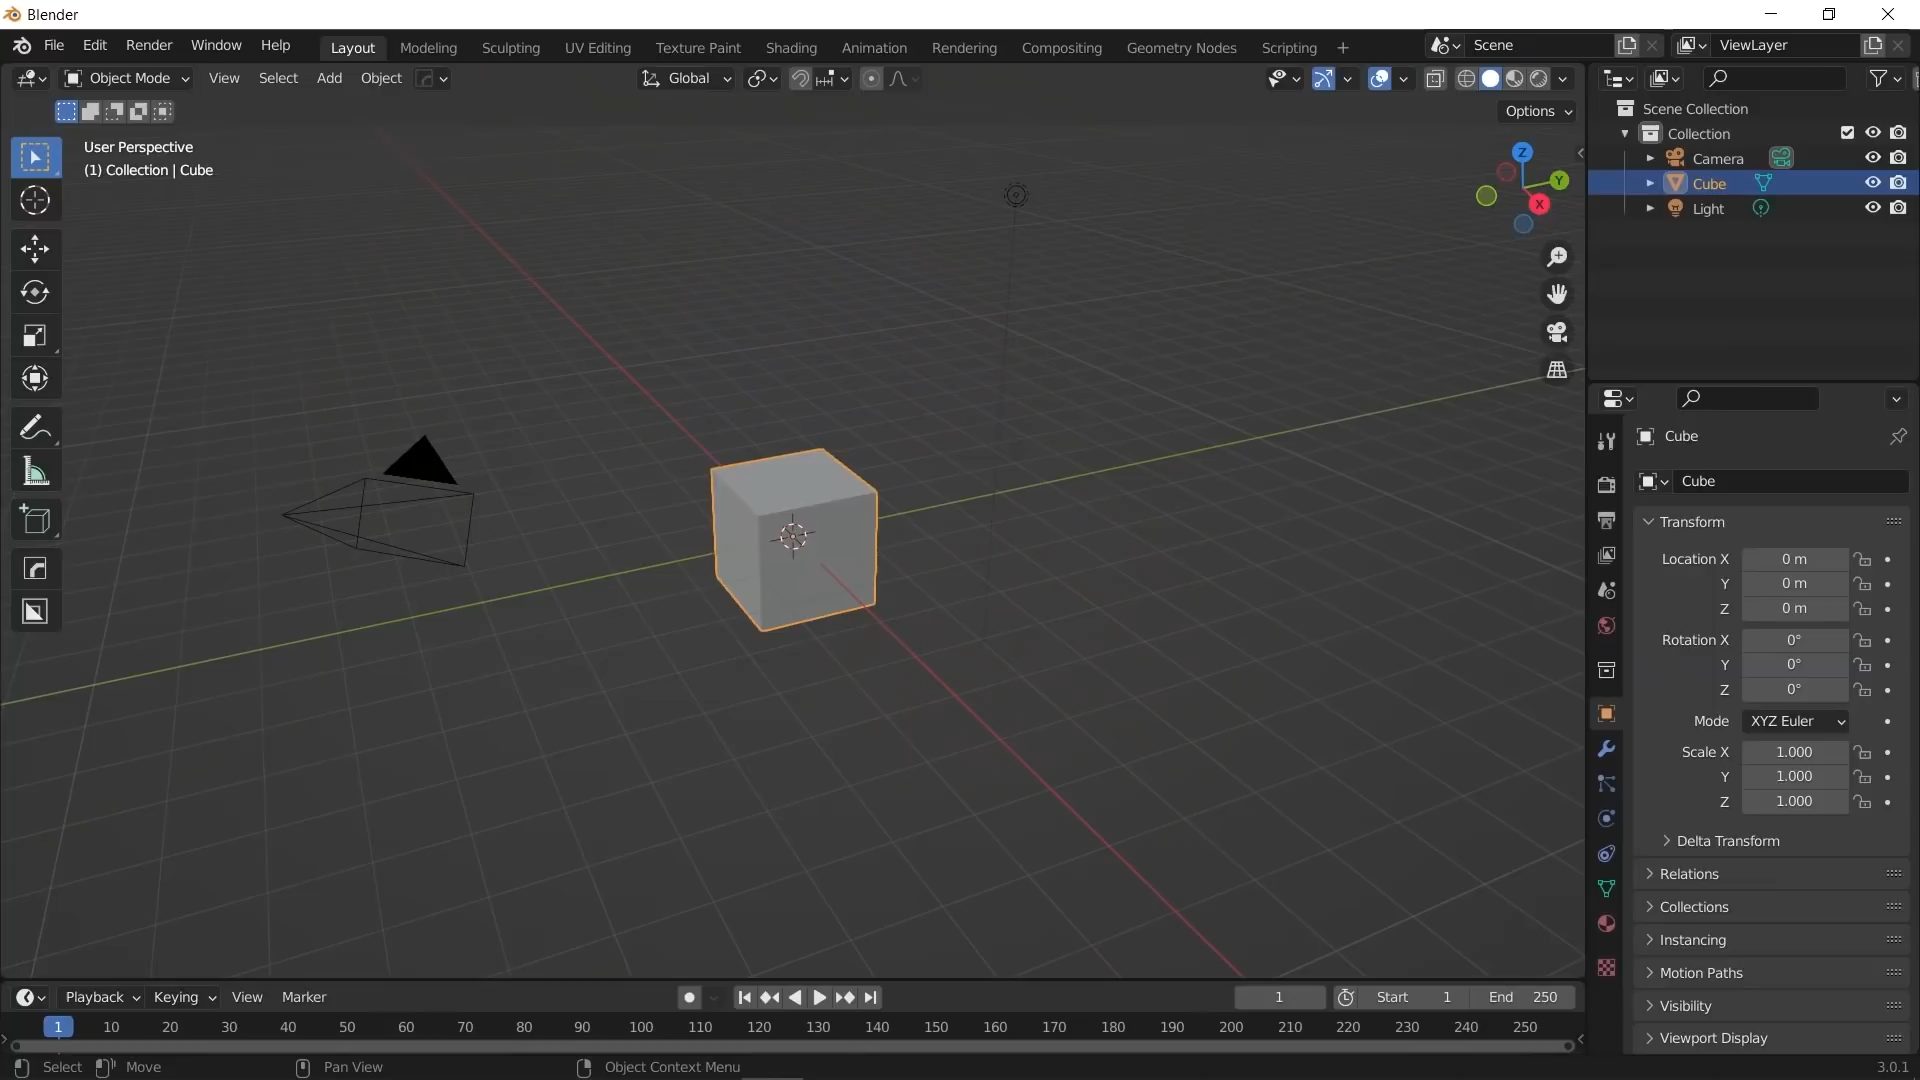 Blender
File Edit Render Window Help Layout Modeling Sculpting UV Editing Texture Paint Shading Animation Rendering Compositing Geometry Nodes Scripting + Scene ViewLayer
Object Mode View Select Add Object Global
Options
User Perspective
(1) Collection | Cube
Z
Y
X
Scene Collection
Collection
Camera
Cube
Light
Cube
Cube
Transform
Location X 0 m
Y 0 m
Z 0 m
Rotation X 0°
Y 0°
Z 0°
Mode XYZ Euler
Scale X 1.000
Y 1.000
Z 1.000
Delta Transform
Relations
Collections
Instancing
Motion Paths
Visibility
Viewport Display
Playback Keying View Marker 1 Start 1 End 250
1 10 20 30 40 50 60 70 80 90 100 110 120 130 140 150 160 170 180 190 200 210 220 230 240 250
Select Move Pan View Object Context Menu 3.0.1